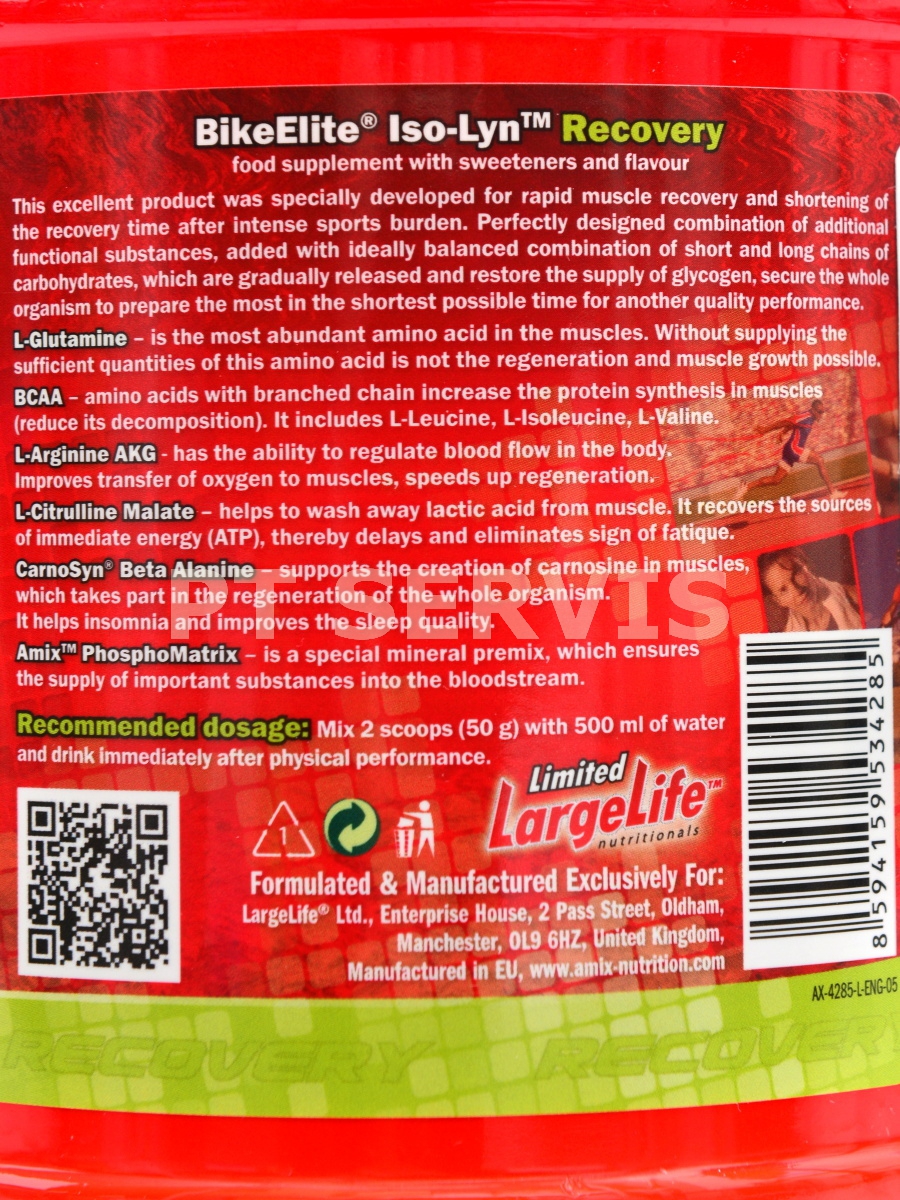 BikeElite® Iso-Lyn™ Recovery
food supplement with sweeteners and flavour
This excellent product was specially developed for rapid muscle recovery and shortening of
the recovery time after intense sports burden. Perfectly designed combination of additional
functional substances, added with ideally balanced combination of short and long chains of
carbohydrates, which are gradually released and restore the supply of glycogen, secure the whole
organism to prepare the most in the shortest possible time for another quality performance.
L-Glutamine – is the most abundant amino acid in the muscles. Without supplying the
sufficient quantities of this amino acid is not the regeneration and muscle growth possible.
BCAA – amino acids with branched chain increase the protein synthesis in muscles
(reduce its decomposition). It includes L-Leucine, L-Isoleucine, L-Valine.
L-Arginine AKG - has the ability to regulate blood flow in the body.
Improves transfer of oxygen to muscles, speeds up regeneration.
L-Citrulline Malate – helps to wash away lactic acid from muscle. It recovers the sources
of immediate energy (ATP), thereby delays and eliminates sign of fatique.
CarnoSyn® Beta Alanine – supports the creation of carnosine in muscles,
which takes part in the regeneration of the whole organism.
PT SERVIS
It helps insomnia and improves the sleep quality.
Amix™ PhosphoMatrix – is a special mineral premix, which ensures
the supply of important substances into the bloodstream.
Recommended dosage: Mix 2 scoops (50 g) with 500 ml of water
and drink immediately after physical performance.
Limited
LargeLife™
nutritionals
1
Formulated & Manufactured Exclusively For:
LargeLife® Ltd., Enterprise House, 2 Pass Street, Oldham,
Manchester, OL9 6HZ, United Kingdom,
Manufactured in EU, www.amix-nutrition.com
8 594159 534285
AX-4285-L-ENG-05
RECOVERY RECOVERY